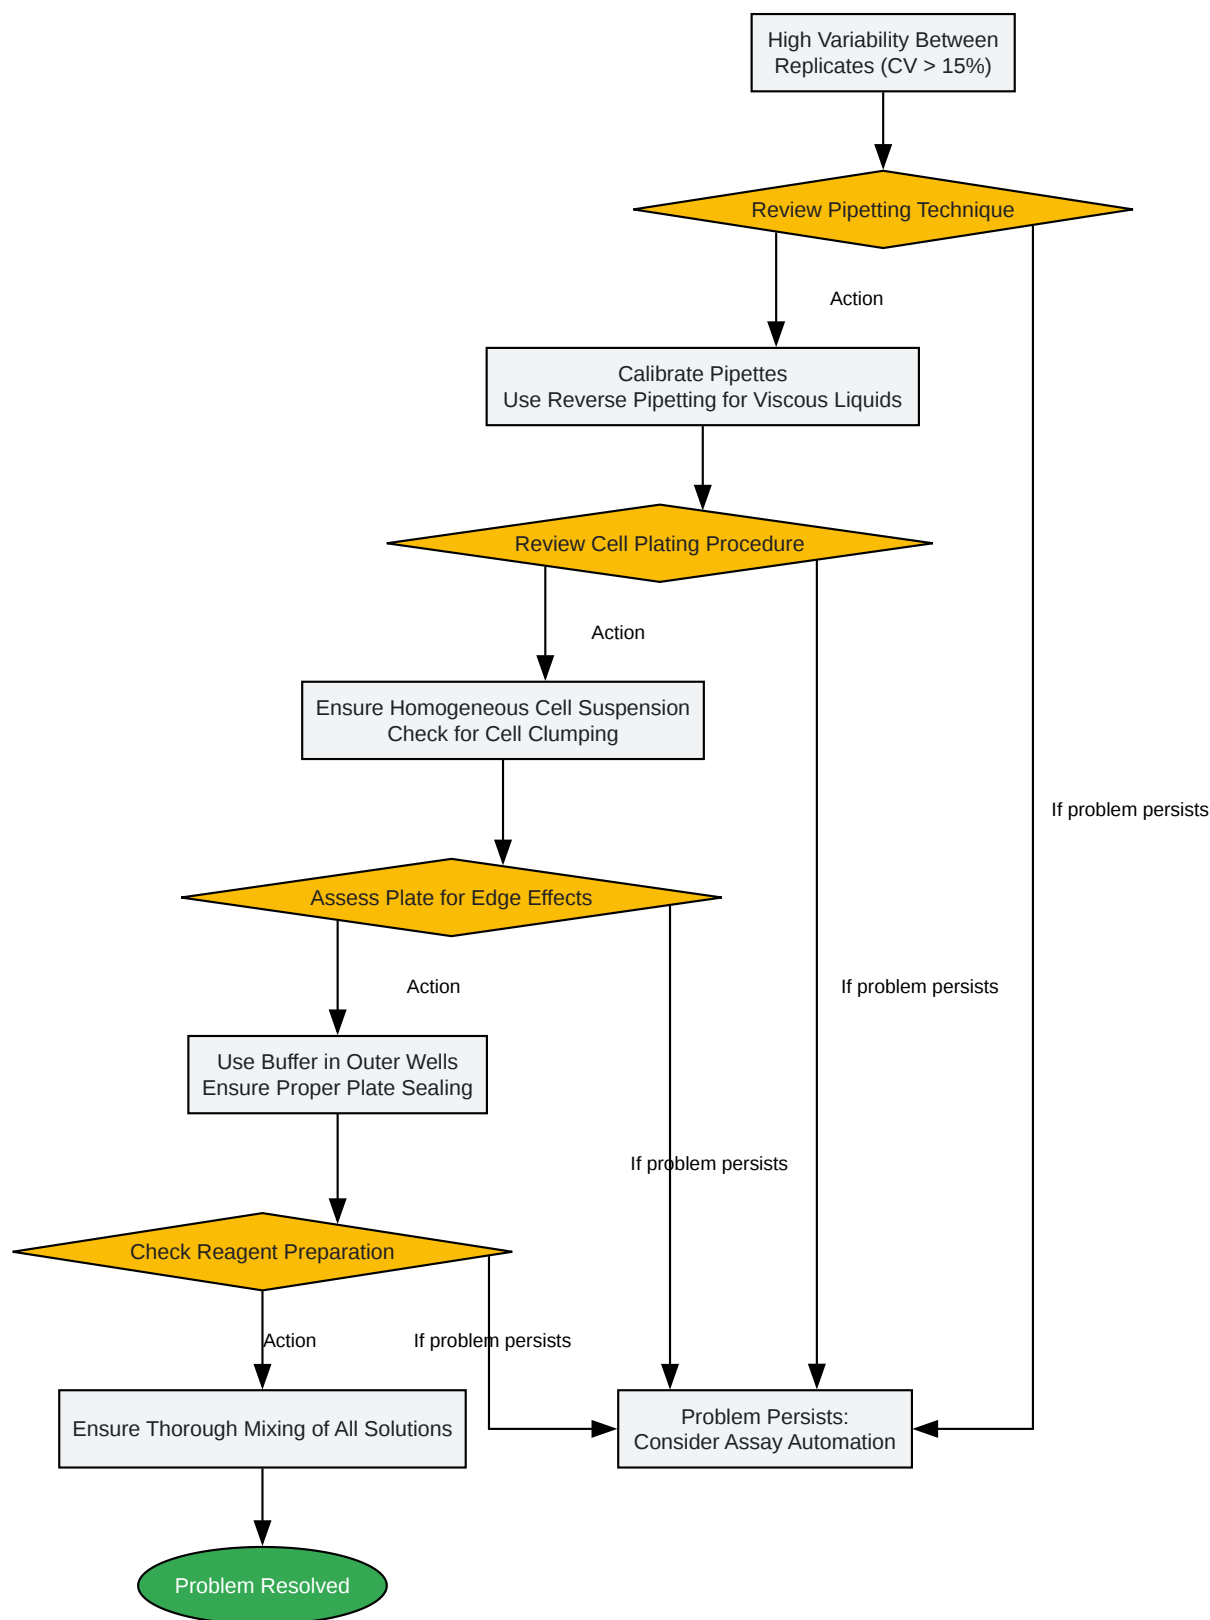 High Variability Between
Replicates (CV > 15%)
Review Pipetting Technique
Action
Calibrate Pipettes
Use Reverse Pipetting for Viscous Liquids
Review Cell Plating Procedure
Action
Ensure Homogeneous Cell Suspension
Check for Cell Clumping
If problem persists
Assess Plate for Edge Effects
Action
If problem persists
Use Buffer in Outer Wells
Ensure Proper Plate Sealing
If problem persists
Check Reagent Preparation
Action
If problem persists
Ensure Thorough Mixing of All Solutions
Problem Persists:
Consider Assay Automation
Problem Resolved